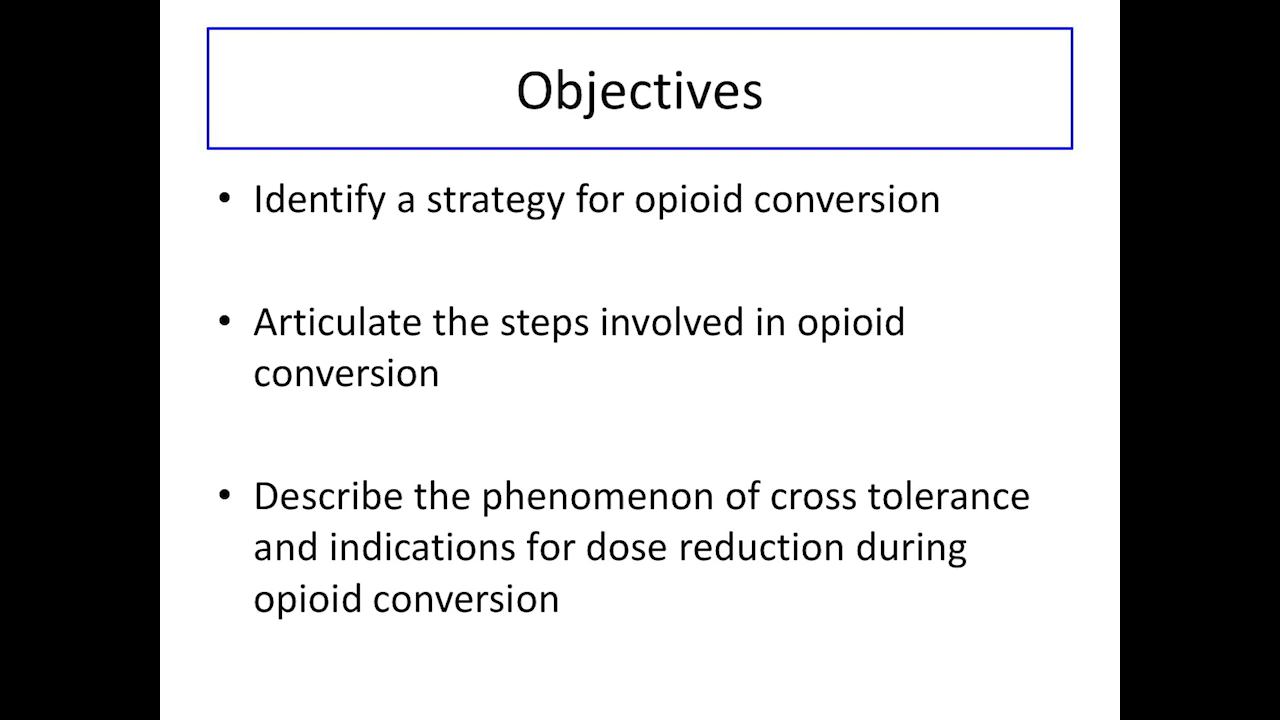 Objectives
• Identify a strategy for opioid conversion
• Articulate the steps involved in opioid
conversion
• Describe the phenomenon of cross tolerance
and indications for dose reduction during
opioid conversion